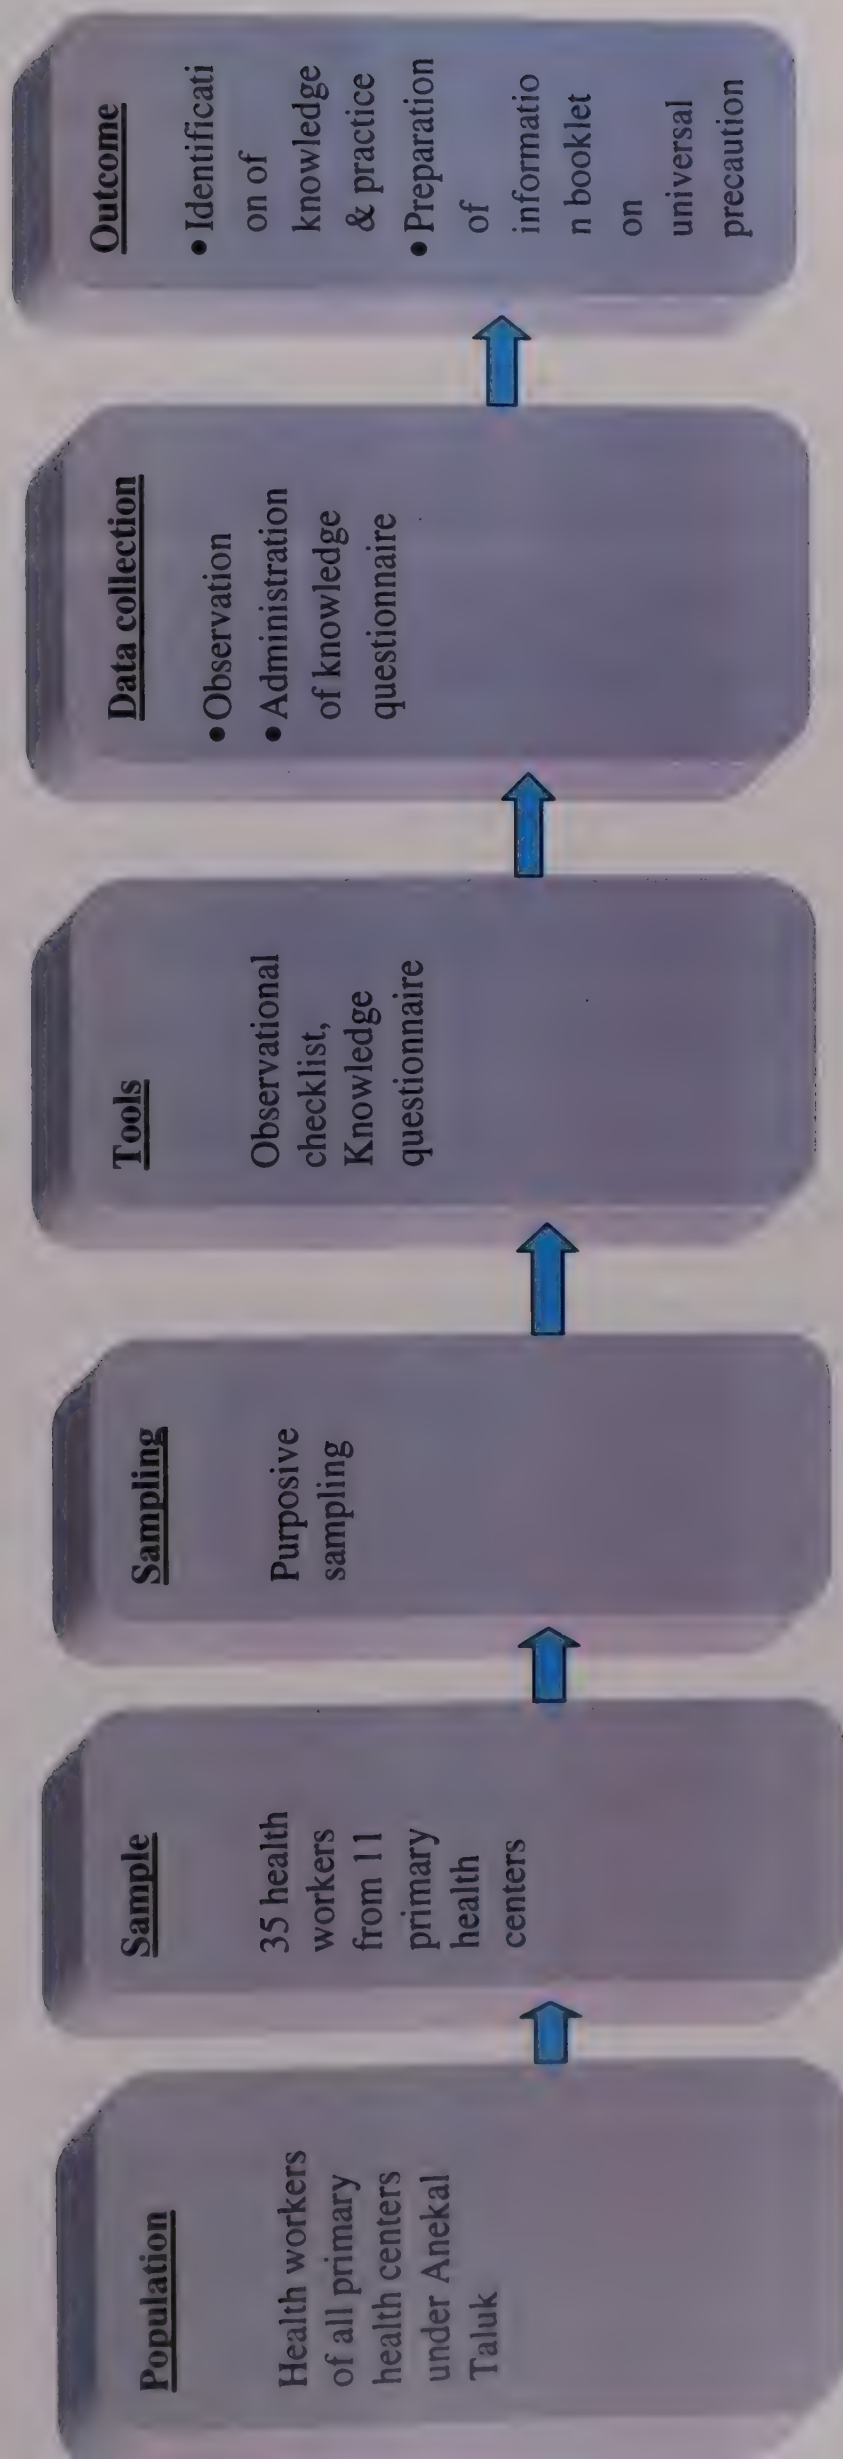 Population
Health workers
of all primary
health centers
under Anekal
Taluk
Sample
35 health
workers
from 11
primary
health
centers
Sampling
Purposive
sampling
Tools
Observational
checklist,
Knowledge
questionnaire
Data collection
•Observation
•Administration
of knowledge
questionnaire
Outcome
•Identificati
on of
knowledge
& practice
•Preparation
of
informatio
n booklet
on
universal
precaution